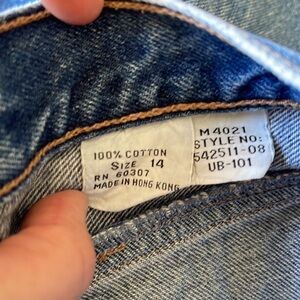 100% COTTON
SIZE 14
RN 60307
MADE IN HONG KONG
M4021
STYLE NO:
542511-08
UB-101